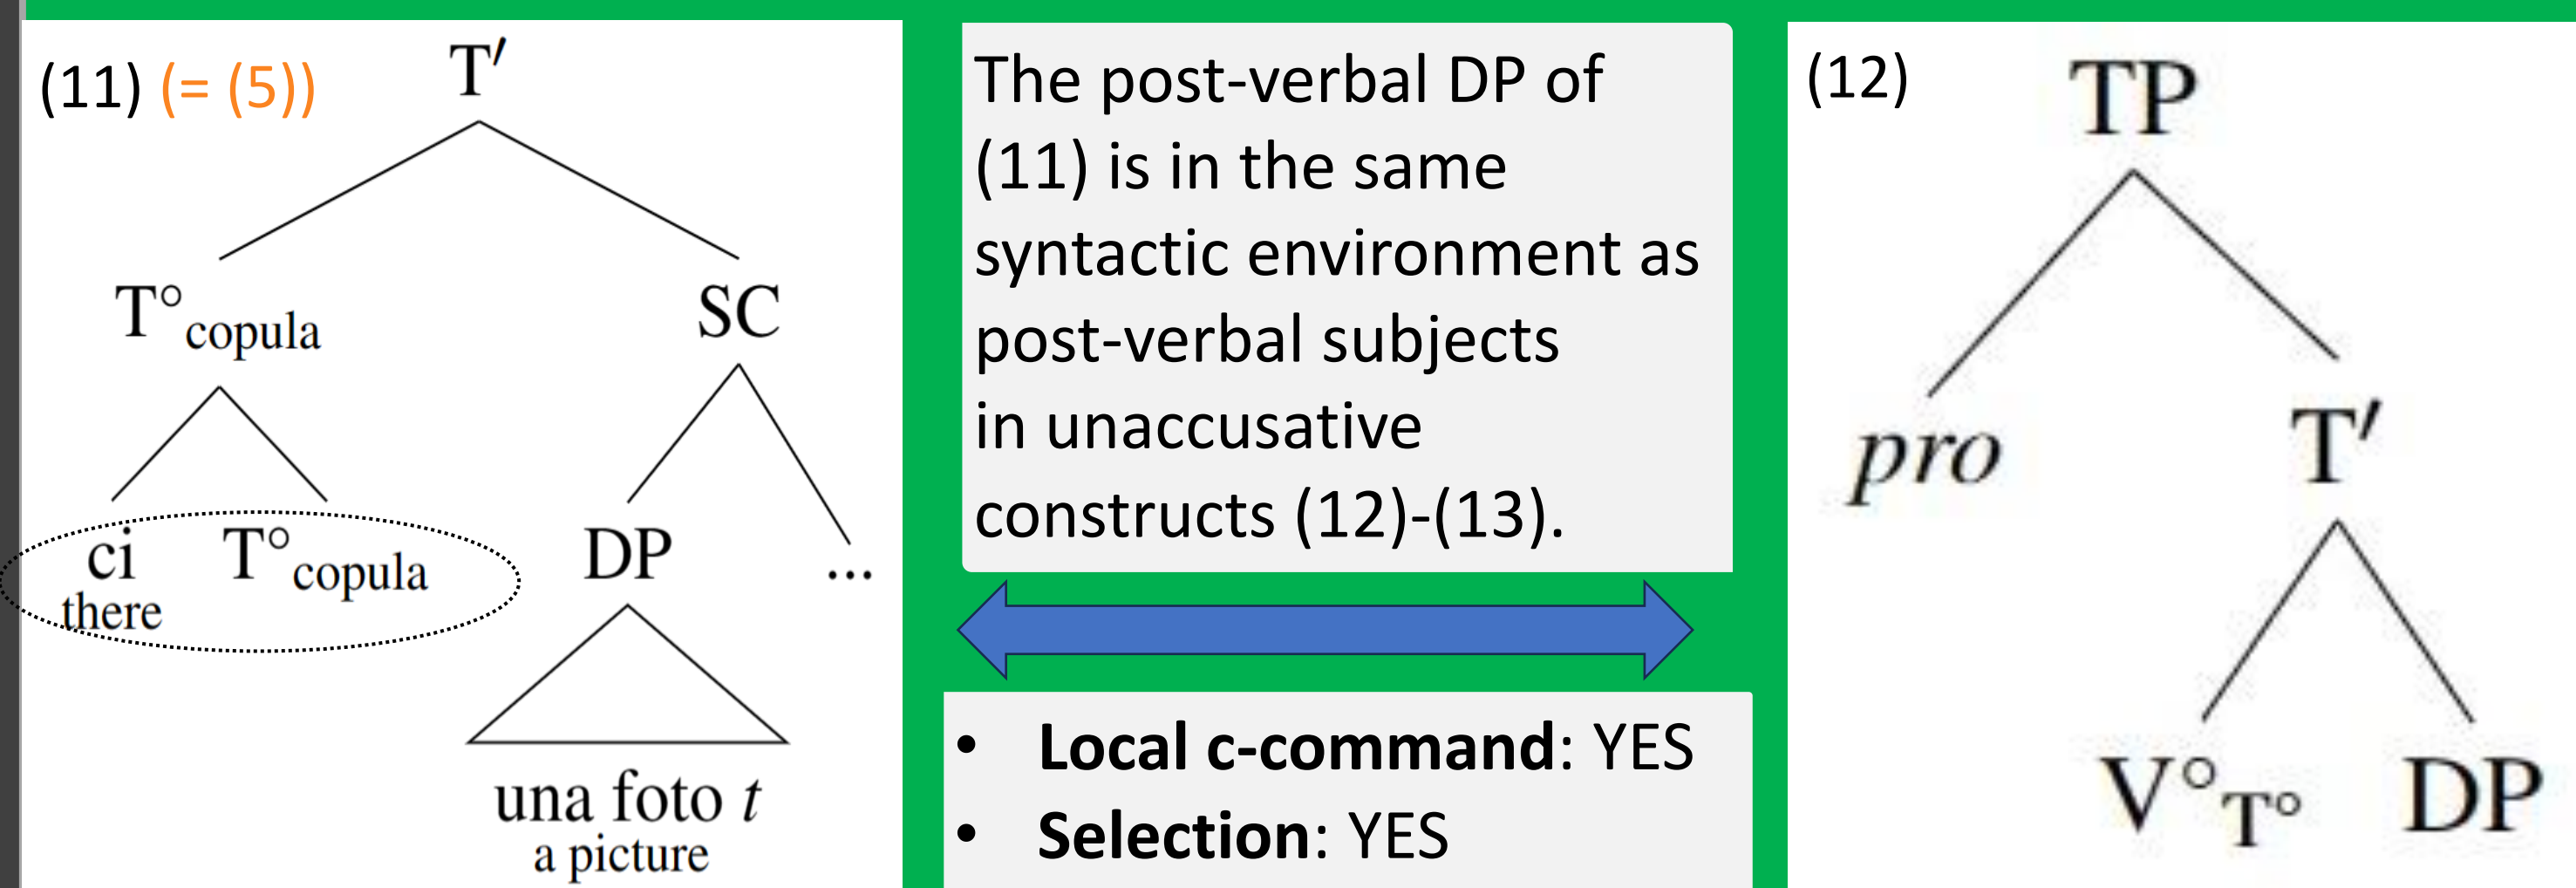 (11) (= (5))
T′
T°copula
SC
ci
there
T°copula
DP
...
una foto t
a picture
The post-verbal DP of
(11) is in the same
syntactic environment as
post-verbal subjects
in unaccusative
constructs (12)-(13).
• Local c-command: YES
• Selection: YES
(12)
TP
pro
T′
V°T°
DP